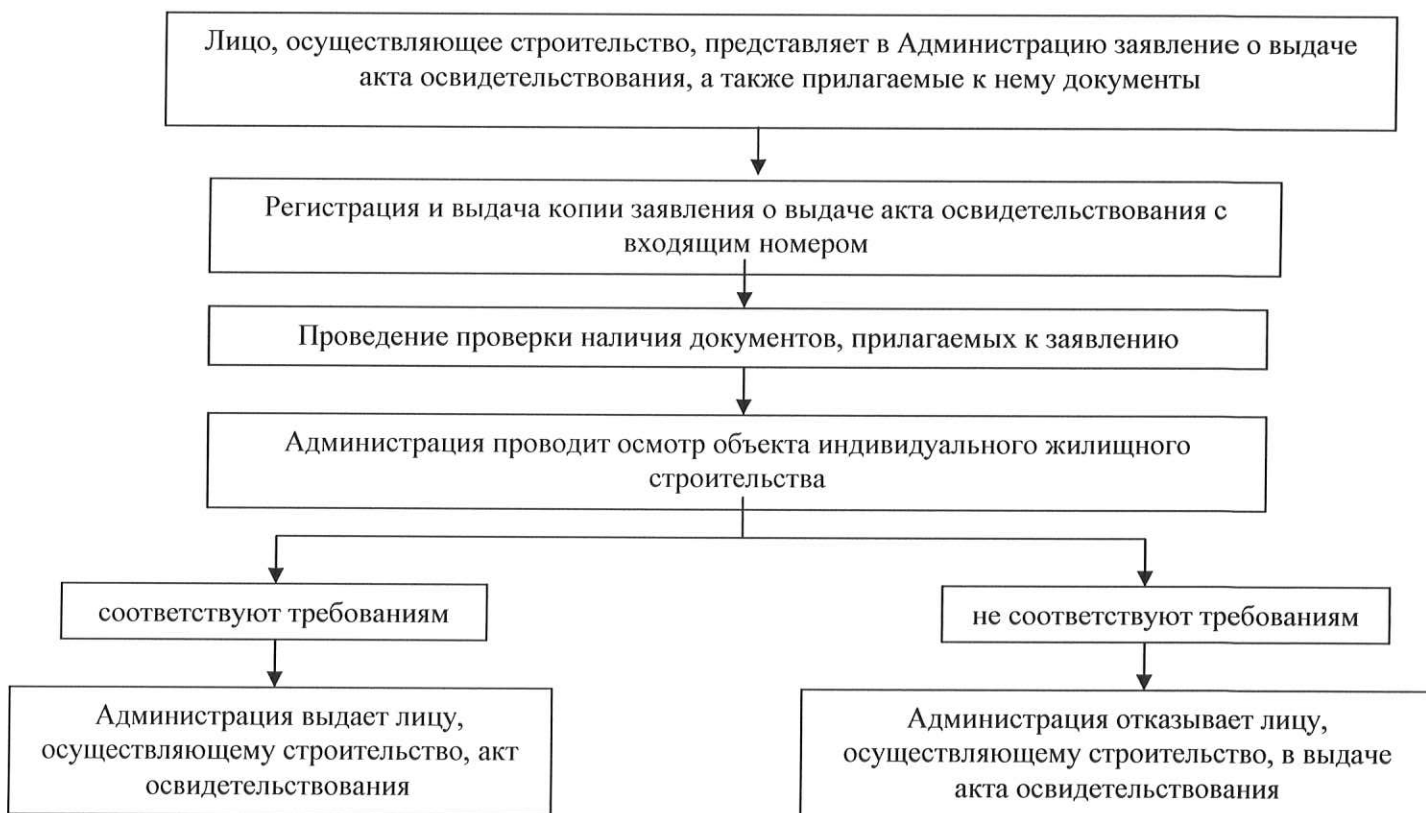 Лицо, осуществляющее строительство, представляет в Администрацию заявление о выдаче
акта освидетельствования, а также прилагаемые к нему документы
Регистрация и выдача копии заявления о выдаче акта освидетельствования с
входящим номером
Проведение проверки наличия документов, прилагаемых к заявлению
Администрация проводит осмотр объекта индивидуального жилищного
строительства
соответствуют требованиям
не соответствуют требованиям
Администрация выдает лицу,
осуществляющему строительство, акт
освидетельствования
Администрация отказывает лицу,
осуществляющему строительство, в выдаче
акта освидетельствования